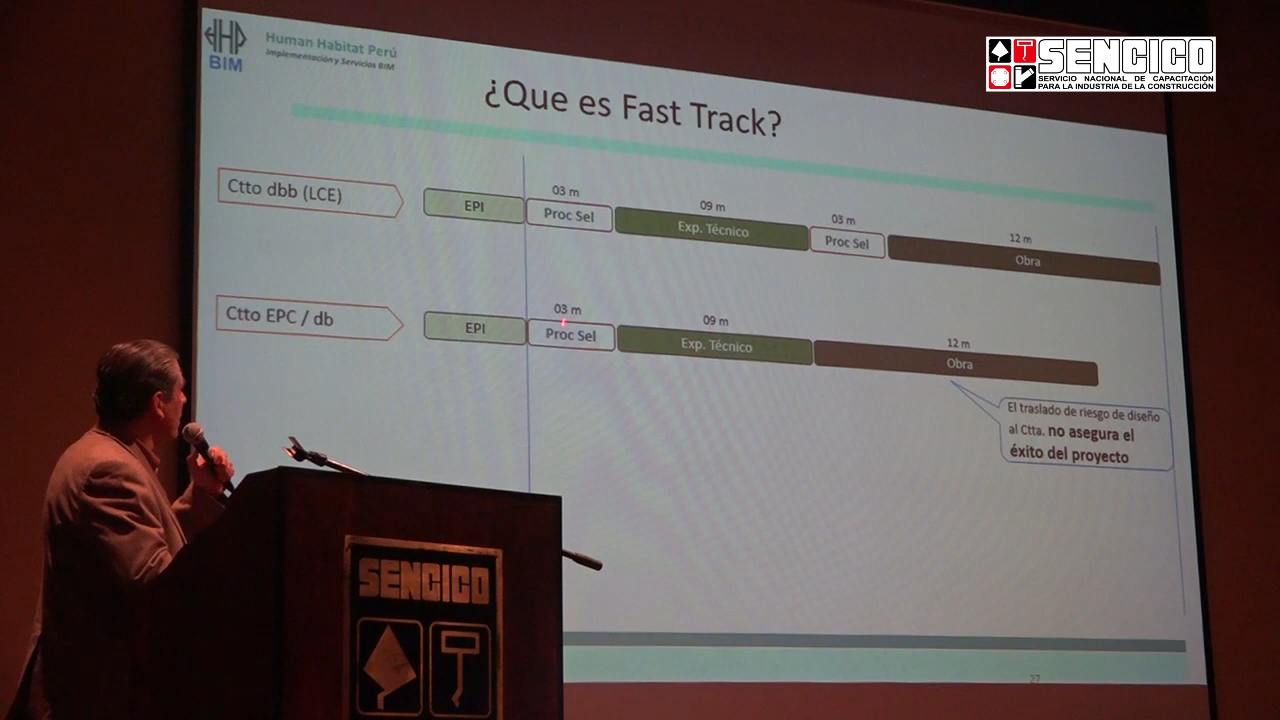 HHP
BIM
Human Habitat Perú
Implementación y Servicios BIM
SENCICO
SERVICIO NACIONAL DE CAPACITACIÓN
PARA LA INDUSTRIA DE LA CONSTRUCCIÓN
¿Que es Fast Track?
Ctto dbb (LCE)
EPI
03 m
Proc Sel
09 m
Exp. Técnico
03 m
Proc Sel
12 m
Obra
Ctto EPC / db
EPI
03 m
Proc Sel
09 m
Exp. Técnico
12 m
Obra
El traslado de riesgo de diseño
al Ctta. no asegura el
éxito del proyecto
27
SENCICO